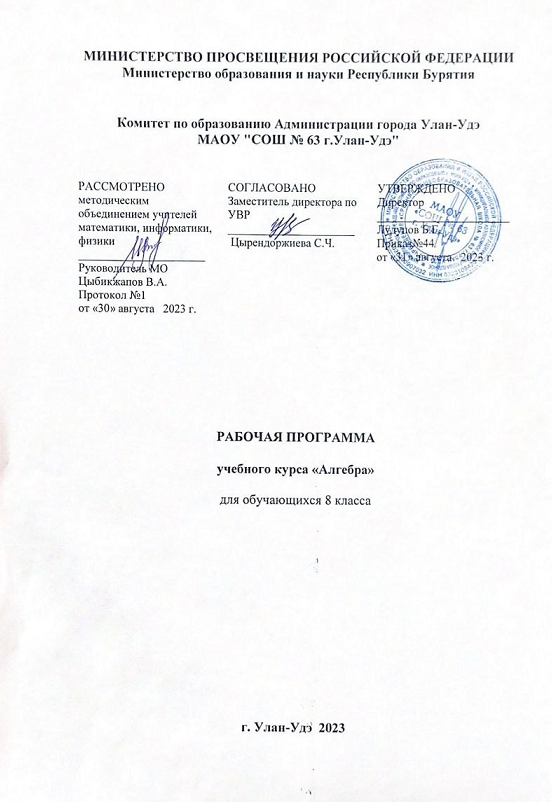 МИНИСТЕРСТВО ПРОСВЕЩЕНИЯ РОССИЙСКОЙ ФЕДЕРАЦИИ
Министерство образования и науки Республики Бурятия
Комитет по образованию Администрации города Улан-Удэ
МАОУ "СОШ № 63 г.Улан-Удэ"
РАССМОТРЕНО
методическим
объединением учителей
математики, информатики,
физики
Руководитель МО
Цыбикжапов В.А.
Протокол №1
от «30» августа 2023 г.
СОГЛАСОВАНО
Заместитель директора по
УВР
Цырендоржиева С.Ч.
УТВЕРЖДЕНО
Директор
Приказ№44
от «31» августа 2023 г.
МАОУ
РАБОЧАЯ ПРОГРАММА
учебного курса «Алгебра»
для обучающихся 8 класса
г. Улан-Удэ 2023